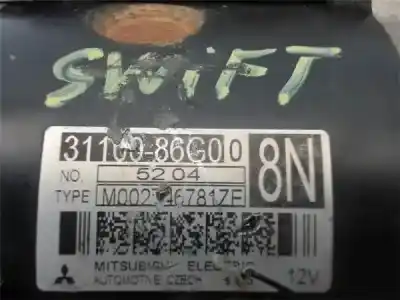 SWIFT
31100-86G00
8N
NO. 5204
TYPE
MITSUBISHI ELECTRIC
AUTOMOTIVE CZECH
12V